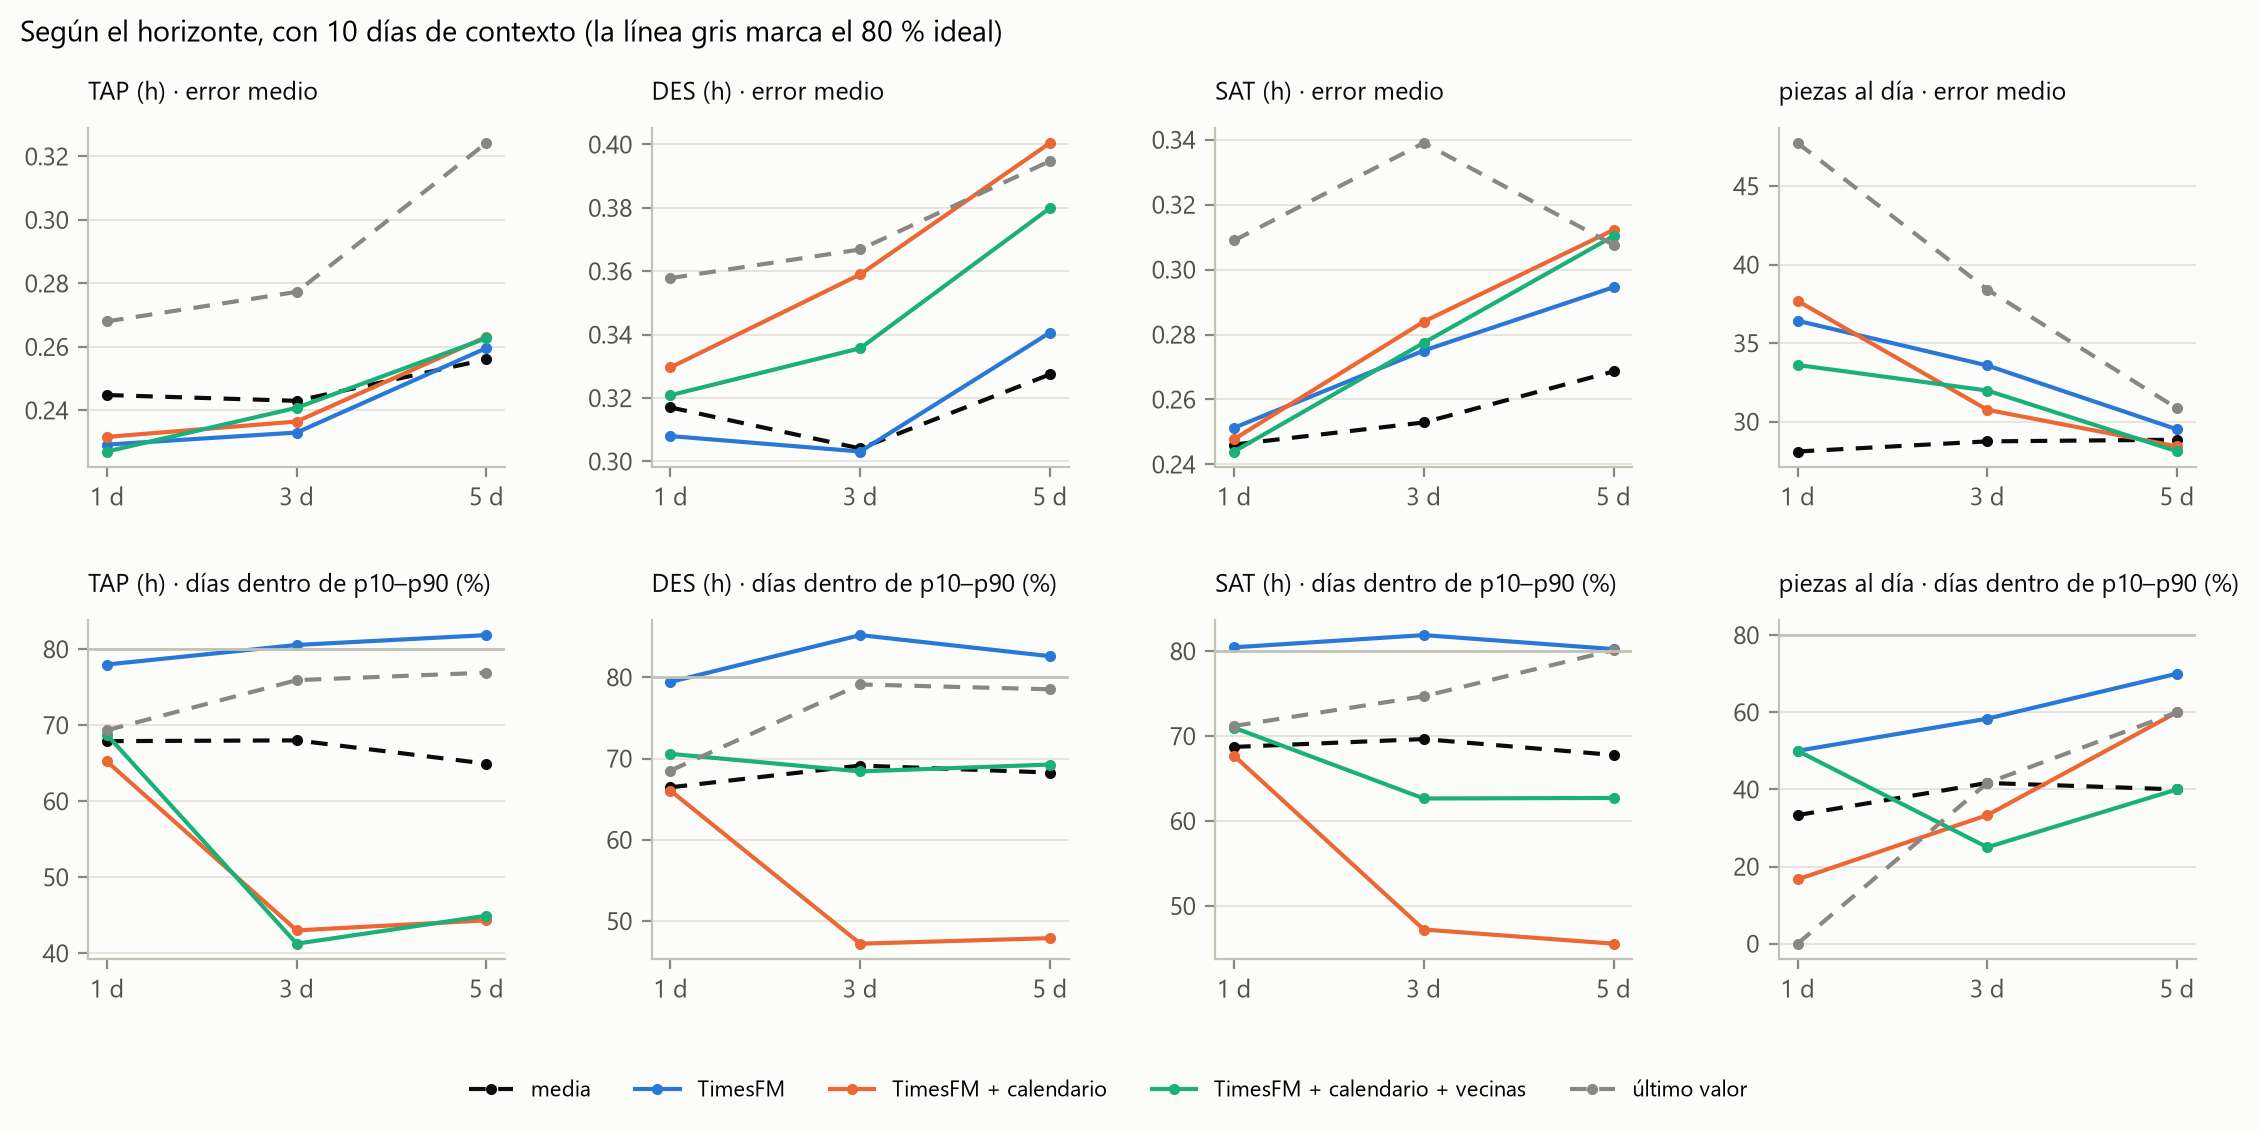 Según el horizonte, con 10 días de contexto (la línea gris marca el 80 % ideal)
TAP (h) · error medio
0.32
0.30
0.28
0.26
0.24
1 d
3 d
5 d
DES (h) · error medio
0.40
0.38
0.36
0.34
0.32
0.30
1 d
3 d
5 d
SAT (h) · error medio
0.34
0.32
0.30
0.28
0.26
0.24
1 d
3 d
5 d
piezas al día · error medio
45
40
35
30
1 d
3 d
5 d
TAP (h) · días dentro de p10–p90 (%)
80
70
60
50
40
1 d
3 d
5 d
DES (h) · días dentro de p10–p90 (%)
80
70
60
50
1 d
3 d
5 d
SAT (h) · días dentro de p10–p90 (%)
80
70
60
50
1 d
3 d
5 d
piezas al día · días dentro de p10–p90 (%)
80
60
40
20
0
1 d
3 d
5 d
media
TimesFM
TimesFM + calendario
TimesFM + calendario + vecinas
último valor